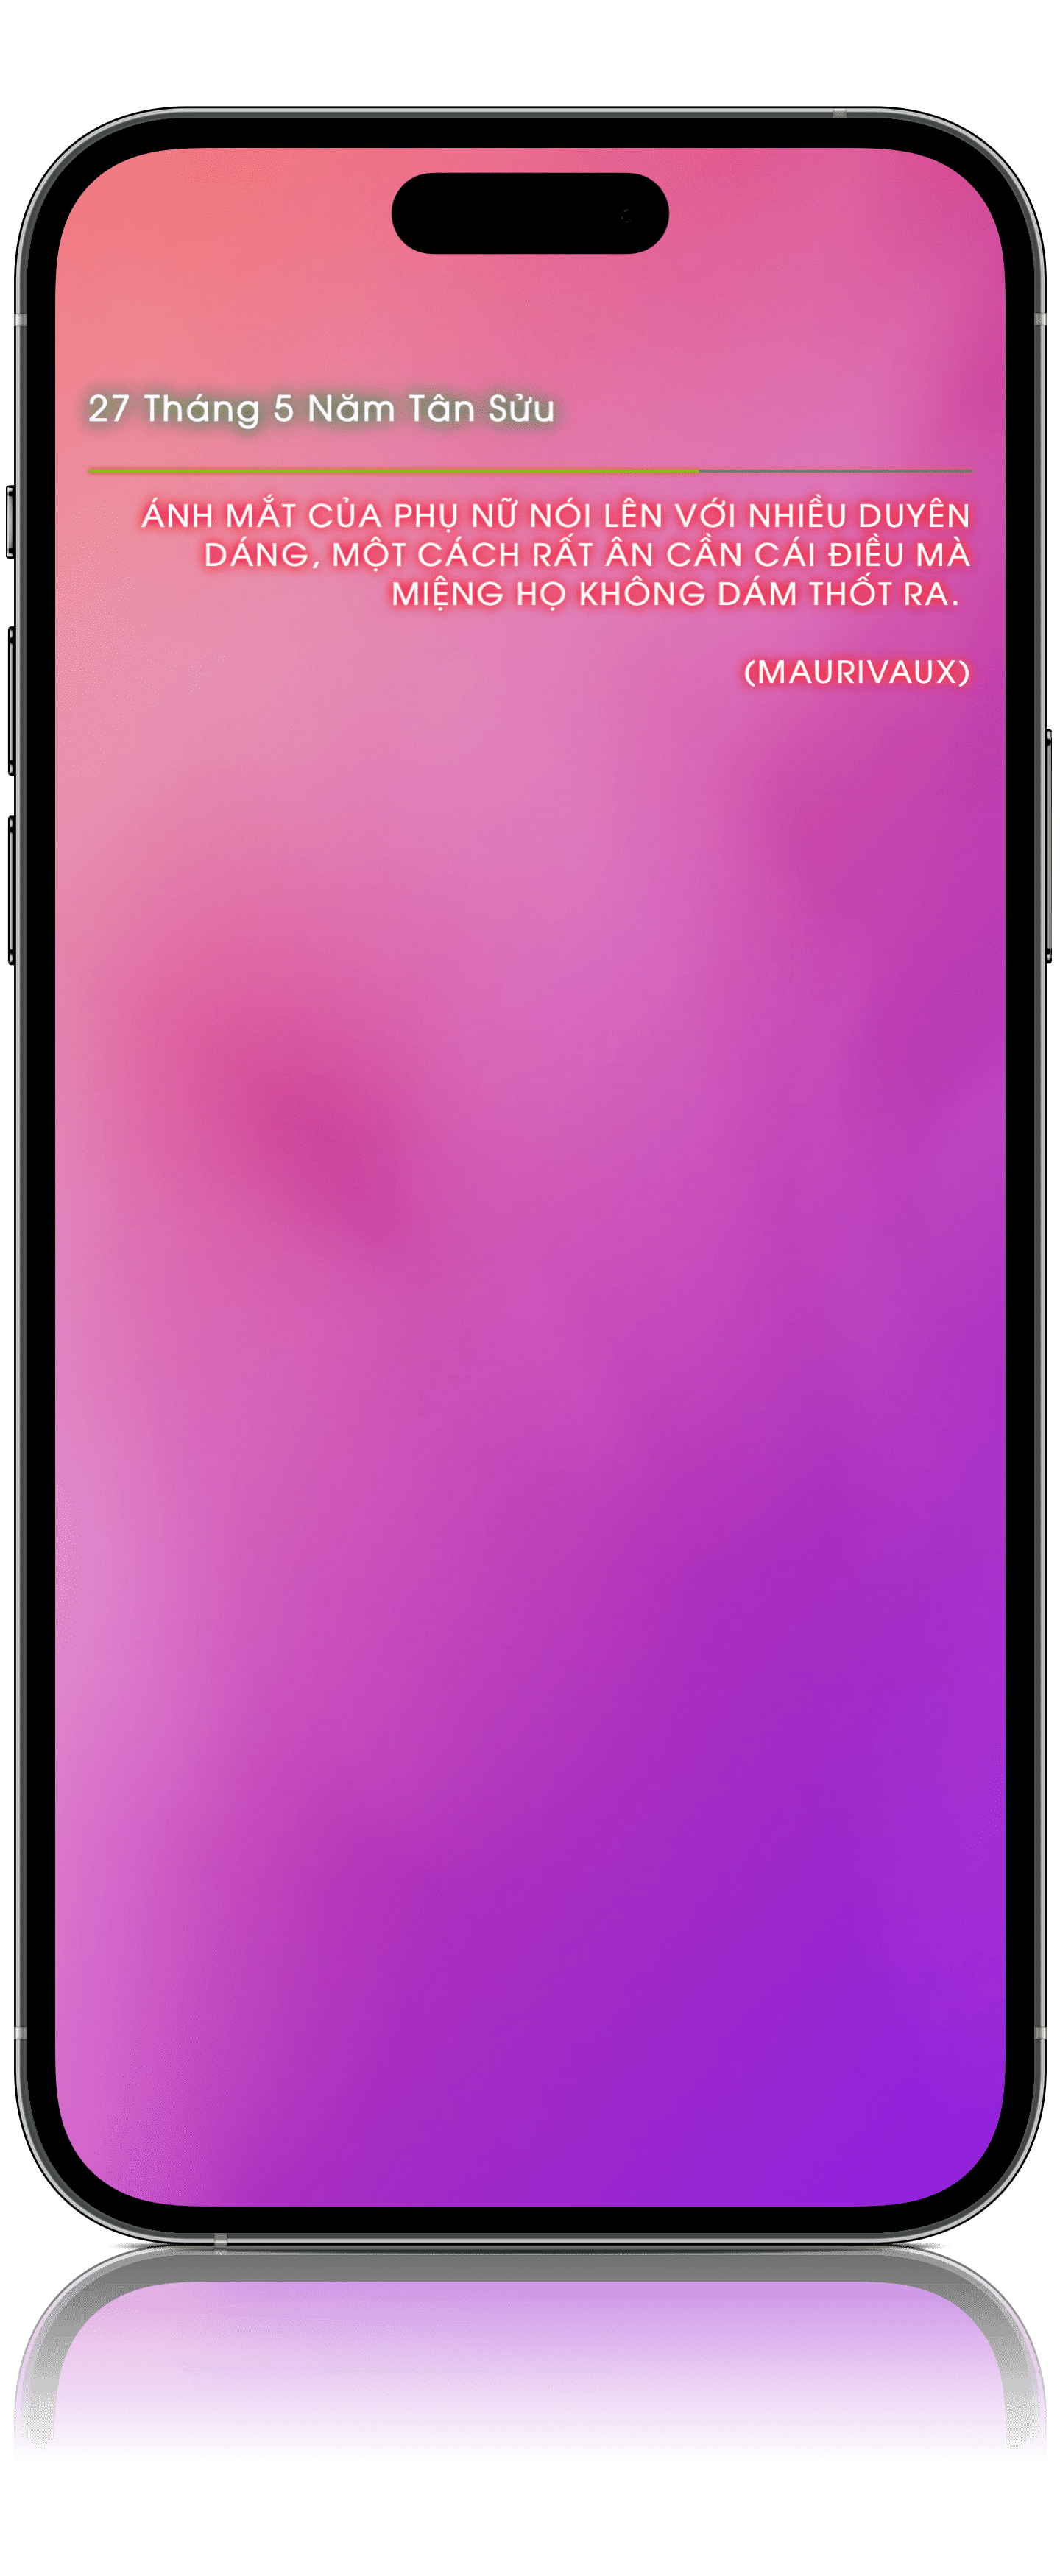 27 Tháng 5 Năm Tân Sửu
ÁNH MẮT CỦA PHỤ NỮ NÓI LÊN VỚI NHIỀU DUYÊN
DÁNG, MỘT CÁCH RẤT ÂN CẦN CÁI ĐIỀU MÀ
MIỆNG HỌ KHÔNG DÁM THỐT RA.
(MAURIVAUX)